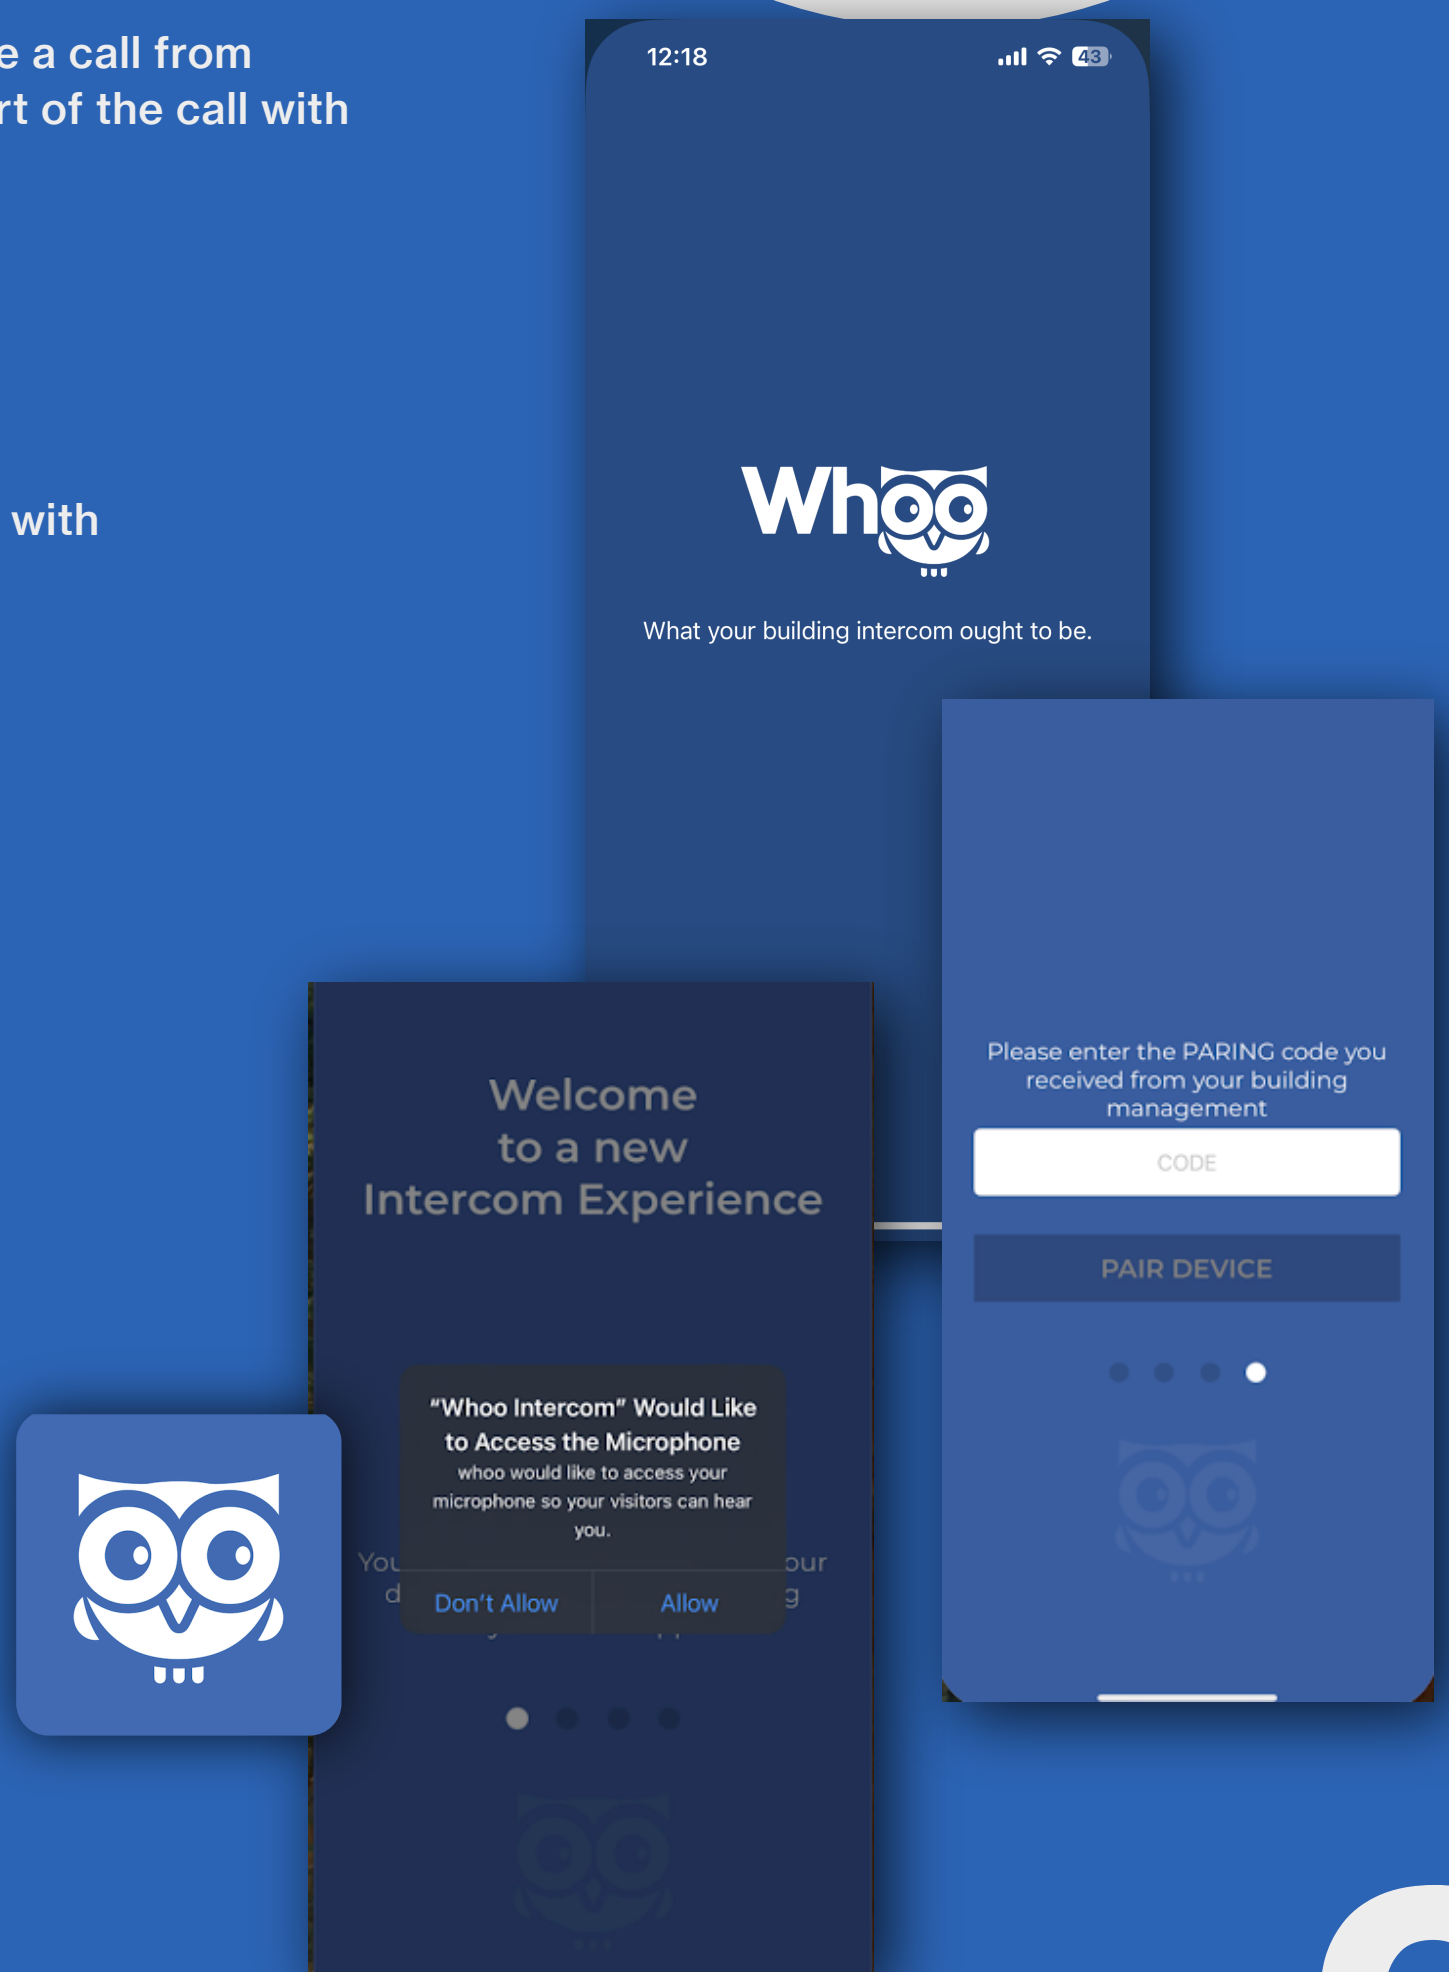 e a call from
rt of the call with
with
12:18
43
Whoo
What your building intercom ought to be.
Please enter the PARING code you
received from your building
management
CODE
PAIR DEVICE
Welcome
to a new
Intercom Experience
“Whoo Intercom” Would Like
to Access the Microphone
whoo would like to access your
microphone so your visitors can hear
you.
Don’t Allow
Allow